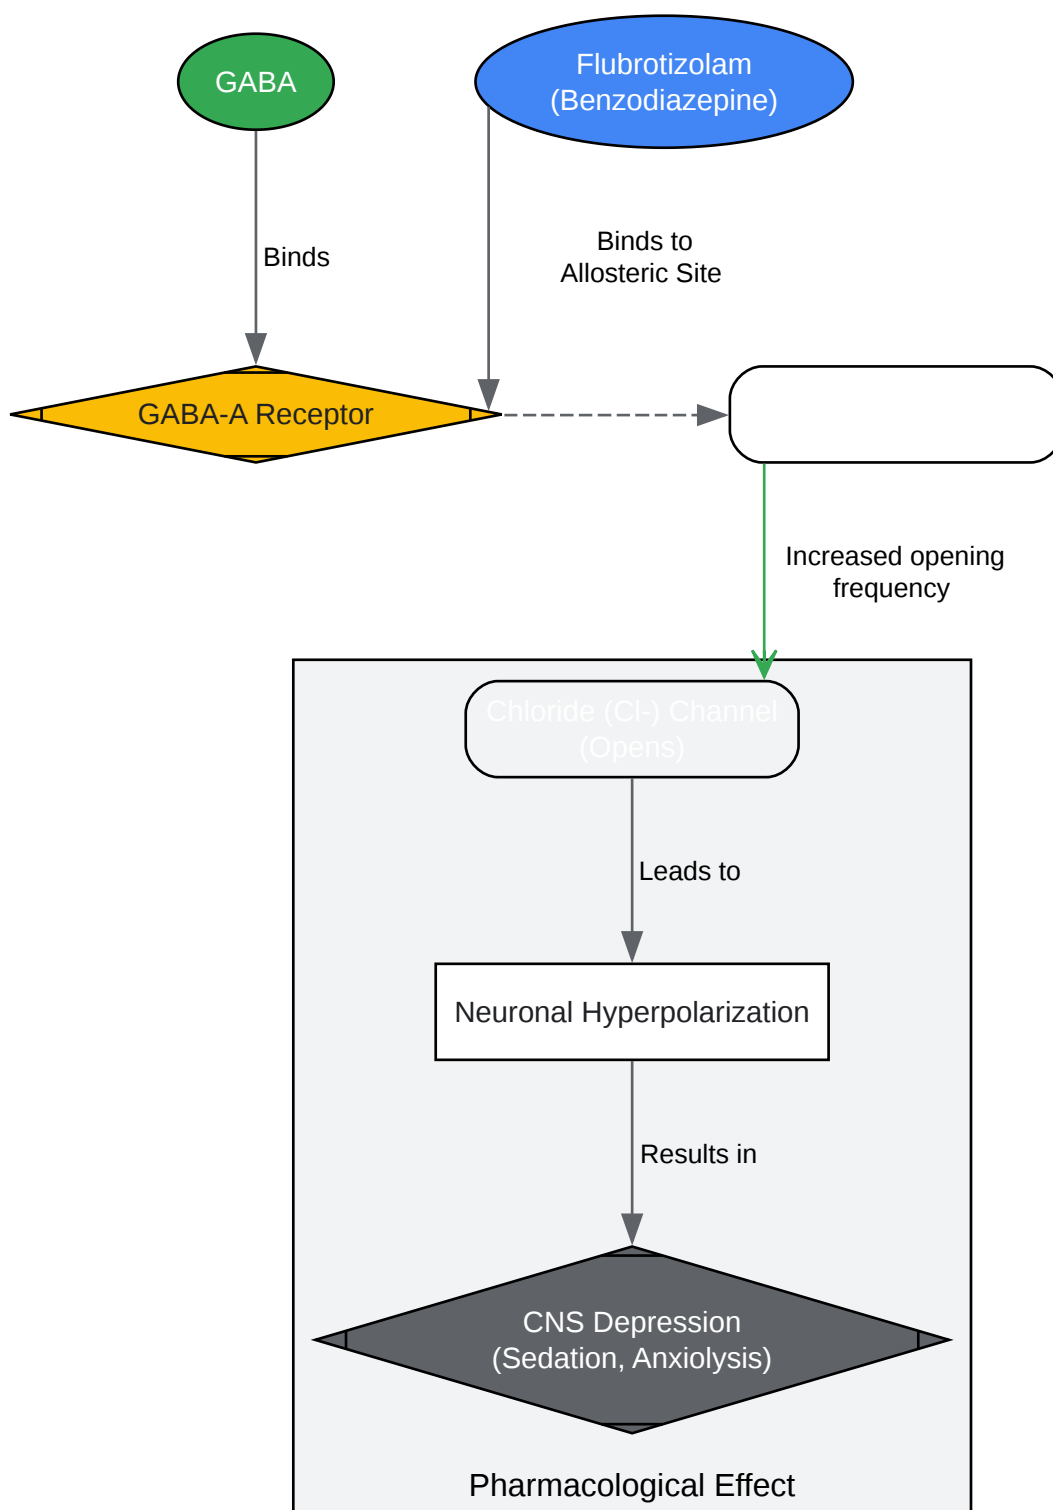 GABA
Flubrotizolam
(Benzodiazepine)
Binds
Binds to
Allosteric Site
GABA-A Receptor
Increased opening
frequency
Chloride (Cl-) Channel
(Opens)
Leads to
Neuronal Hyperpolarization
Results in
CNS Depression
(Sedation, Anxiolysis)
Pharmacological Effect